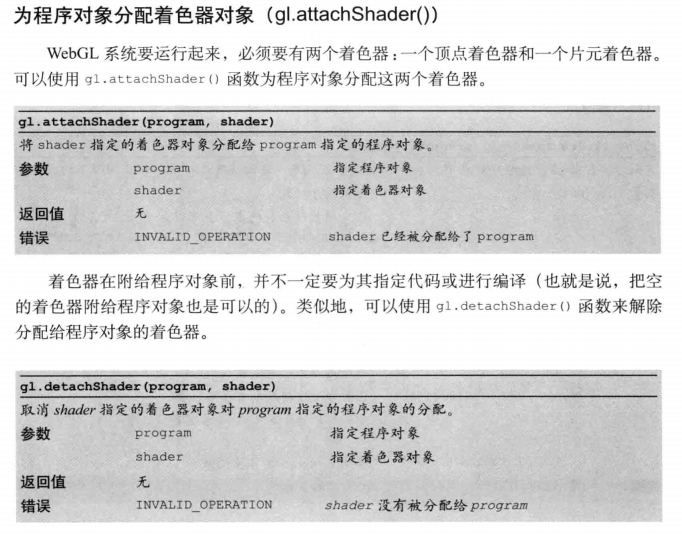 为程序对象分配着色器对象（gl.attachShader()）
WebGL 系统要运行起来，必须要有两个着色器：一个顶点着色器和一个片元着色器。
可以使用 gl.attachShader() 函数为程序对象分配这两个着色器。
gl.attachShader(program, shader)
将 shader 指定的着色器对象分配给 program 指定的程序对象。
参数 program 指定程序对象
shader 指定着色器对象
返回值 无
错误 INVALID_OPERATION shader 已经被分配给了 program
着色器在附给程序对象前，并不一定要为其指定代码或进行编译（也就是说，把空
的着色器附给程序对象也是可以的）。类似地，可以使用 gl.detachShader() 函数来解除
分配给程序对象的着色器。
gl.detachShader(program, shader)
取消 shader 指定的着色器对象对 program 指定的程序对象的分配。
参数 program 指定程序对象
shader 指定着色器对象
返回值 无
错误 INVALID_OPERATION shader 没有被分配给 program